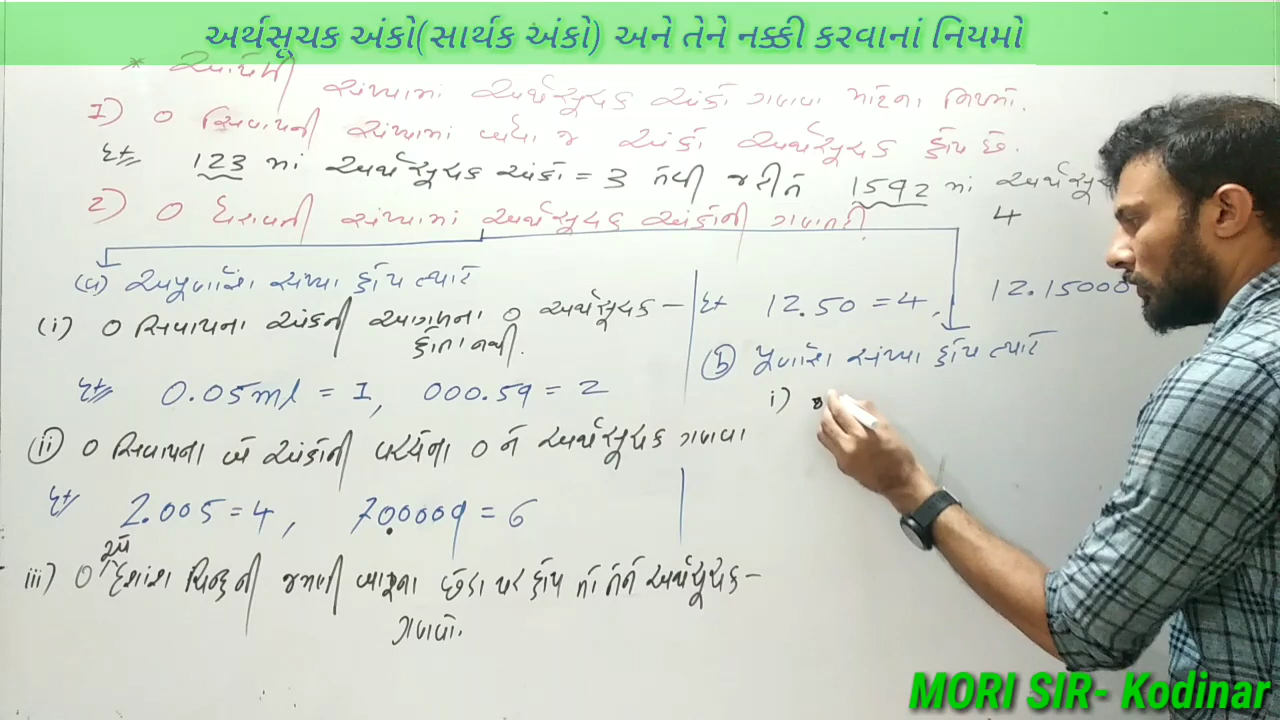 અર્થસૂચક અંકો(સાર્થક અંકો) અને તેને નક્કી કરવાનાં નિયમો
* આપેલી સંખ્યામાં અર્થસૂચક અંકો ગણવા માટેના નિયમો.
1) 0 સિવાયની સંખ્યામાં બધા જ અંકો અર્થસૂચક હોય છે.
દા.ત. 123 માં અર્થસૂચક અંકો = 3 તેવી જ રીતે 1592 માં અર્થસૂચ
4
2) 0 ધરાવતી સંખ્યામાં અર્થસૂચક અંકોની ગણતરી
(a) અપૂર્ણાંક સંખ્યા હોય ત્યારે
(i) 0 સિવાયના અંકની આગળના 0 અર્થસૂચક –
હોતા નથી.
દા.ત. 0.05ml = 1, 000.59 = 2
(ii) 0 સિવાયના બે અંકોની વચ્ચેના 0 ને અર્થસૂચક ગણવા
દા.ત. 2.005 = 4, 700009 = 6
iii) 0 દશાંશ ચિન્હની જમણી બાજુના છેડા પર હોય તો તેને અર્થસૂચક –
ગણવો.
દા.ત. 12.50 = 4, 12.15000
(b) પૂર્ણાંક સંખ્યા હોય ત્યારે
i)
MORI SIR- Kodinar